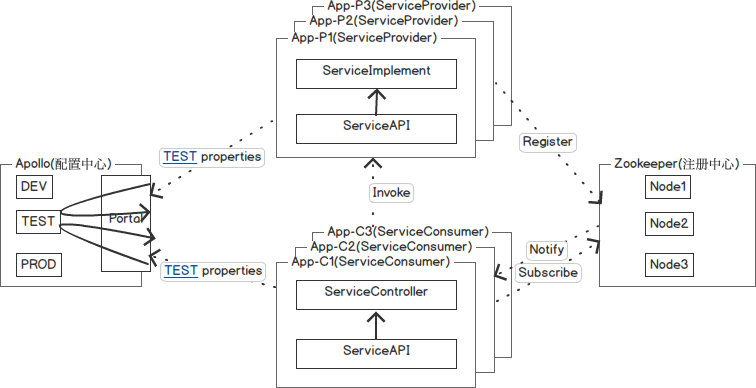 App-P3(ServiceProvider)
App-P2(ServiceProvider)
App-P1(ServiceProvider)
ServiceImplement
ServiceAPI
TEST properties
Register
Apollo(配置中心)
DEV
TEST
PROD
Portal
Invoke
Zookeeper(注册中心)
Node1
Node2
Node3
App-C3(ServiceConsumer)
App-C2(ServiceConsumer)
App-C1(ServiceConsumer)
Notify
Subscribe
TEST properties
ServiceController
ServiceAPI